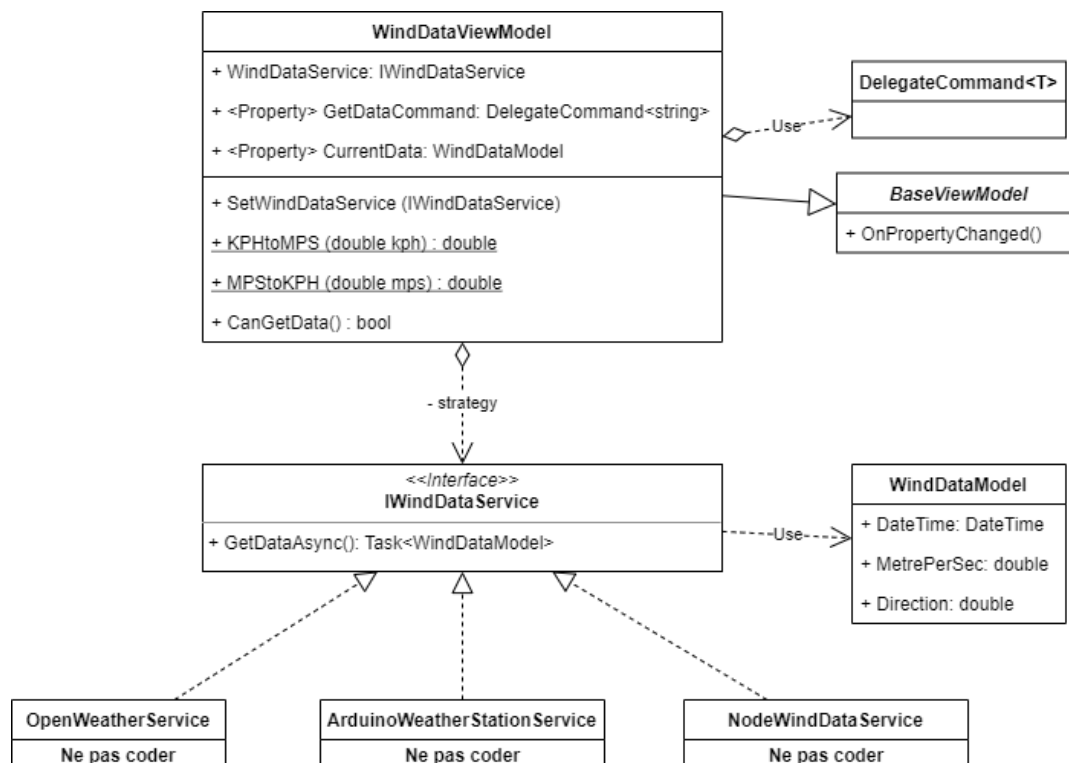 WindDataViewModel
+ WindDataService: IWindDataService
+ <Property> GetDataCommand: DelegateCommand<string>
+ <Property> CurrentData: WindDataModel
+ SetWindDataService (IWindDataService)
+ KPHtoMPS (double kph) : double
+ MPStoKPH (double mps) : double
+ CanGetData() : bool
DelegateCommand<T>
Use
BaseViewModel
+ OnPropertyChanged()
- strategy
<<Interface>>
IWindDataService
+ GetDataAsync(): Task<WindDataModel>
Use
WindDataModel
+ DateTime: DateTime
+ MetrePerSec: double
+ Direction: double
OpenWeatherService
Ne pas coder
ArduinoWeatherStationService
Ne pas coder
NodeWindDataService
Ne pas coder